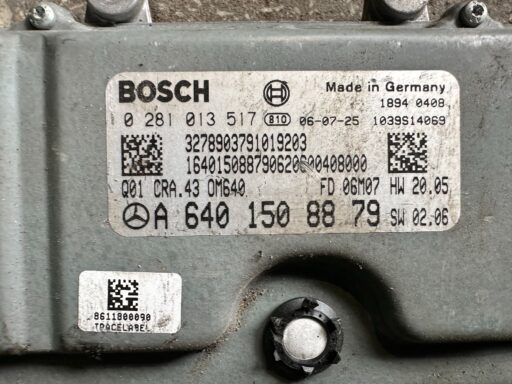 BOSCH
Made in Germany
1894 0408
0 281 013 517 810 06-07-25 1039S14069
3278903791019203
164015088790620600408000
Q01 CRA.43 OM640 FD 06M07 HW 20.05
A 640 150 88 79 SW 02.06
8611800090
TRACELABEL